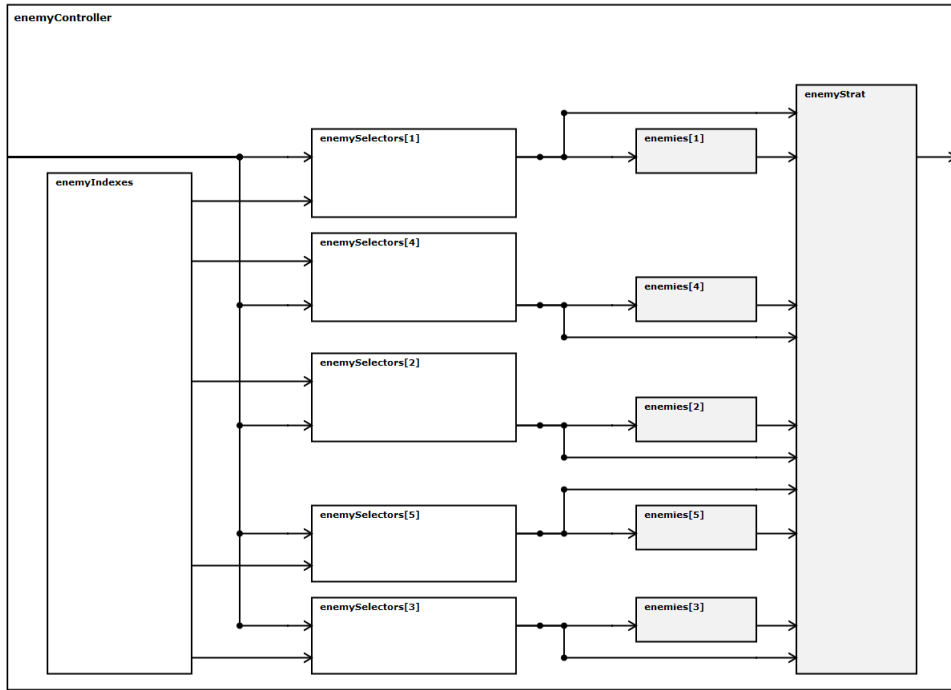 enemyController
enemyStrat
enemySelectors[1]
enemies[1]
enemyIndexes
enemySelectors[4]
enemies[4]
enemySelectors[2]
enemies[2]
enemySelectors[5]
enemies[5]
enemySelectors[3]
enemies[3]